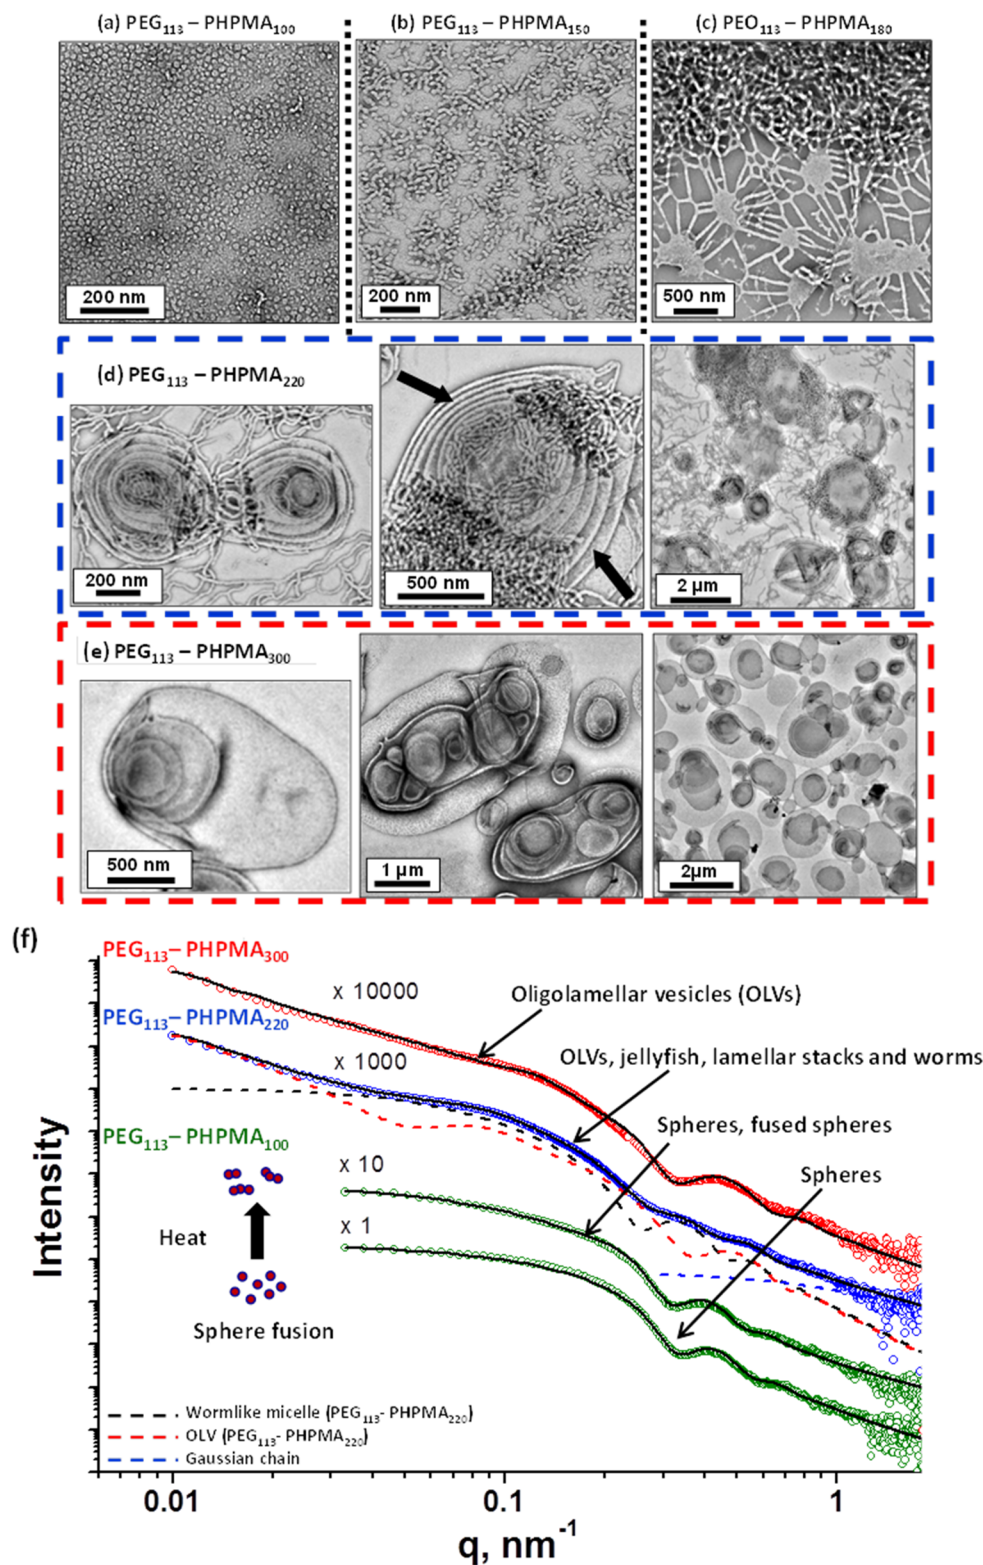 (a) PEG113 – PHPMA100
(b) PEG113 – PHPMA150
(c) PEO113 – PHPMA180
200 nm
200 nm
500 nm
(d) PEG113 – PHPMA220
200 nm
500 nm
2 µm
(e) PEG113 – PHPMA300
500 nm
1 µm
2µm
(f)
PEG113 – PHPMA300
x 10000
Oligolamellar vesicles (OLVs)
PEG113 – PHPMA220
x 1000
OLVs, jellyfish, lamellar stacks and worms
PEG113 – PHPMA100
Spheres, fused spheres
x 10
Spheres
x 1
Heat
Sphere fusion
Intensity
Wormlike micelle (PEG113- PHPMA220)
OLV (PEG113- PHPMA220)
Gaussian chain
0.01
0.1
1
q, nm-1